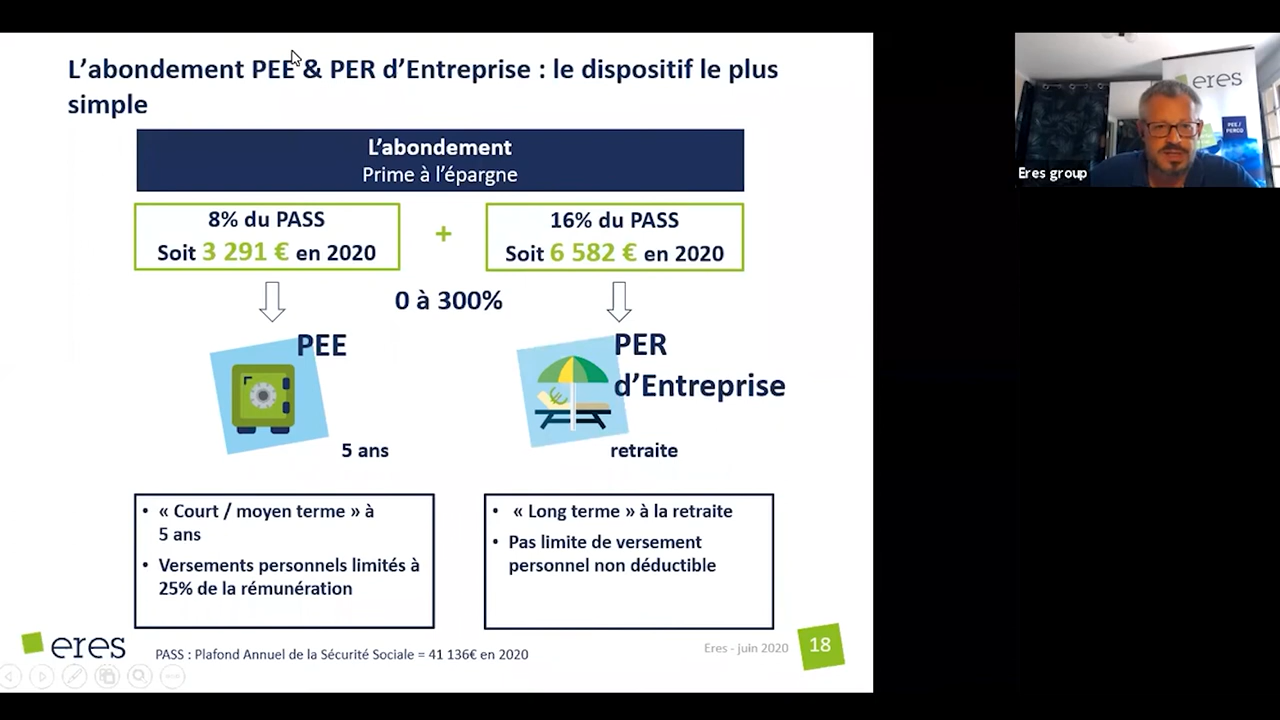 L’abondement PEE & PER d’Entreprise : le dispositif le plus
simple
L’abondement
Prime à l’épargne
8% du PASS
Soit 3 291 € en 2020
+
16% du PASS
Soit 6 582 € en 2020
0 à 300%
PEE
5 ans
PER
d’Entreprise
retraite
• « Court / moyen terme » à
5 ans
• Versements personnels limités à
25% de la rémunération
• « Long terme » à la retraite
• Pas limite de versement
personnel non déductible
eres
PASS : Plafond Annuel de la Sécurité Sociale = 41 136€ en 2020
Eres - juin 2020
18
eres
PEE /
PERCO
Eres group